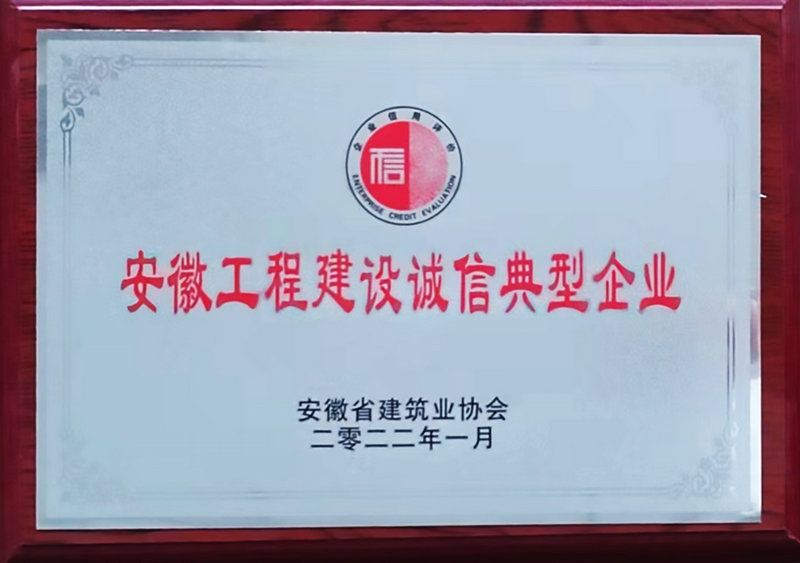 企业信用评价
信
ENTERPRISE CREDIT EVALUATION
安徽工程建设诚信典型企业
安徽省建筑业协会
二零二二年一月